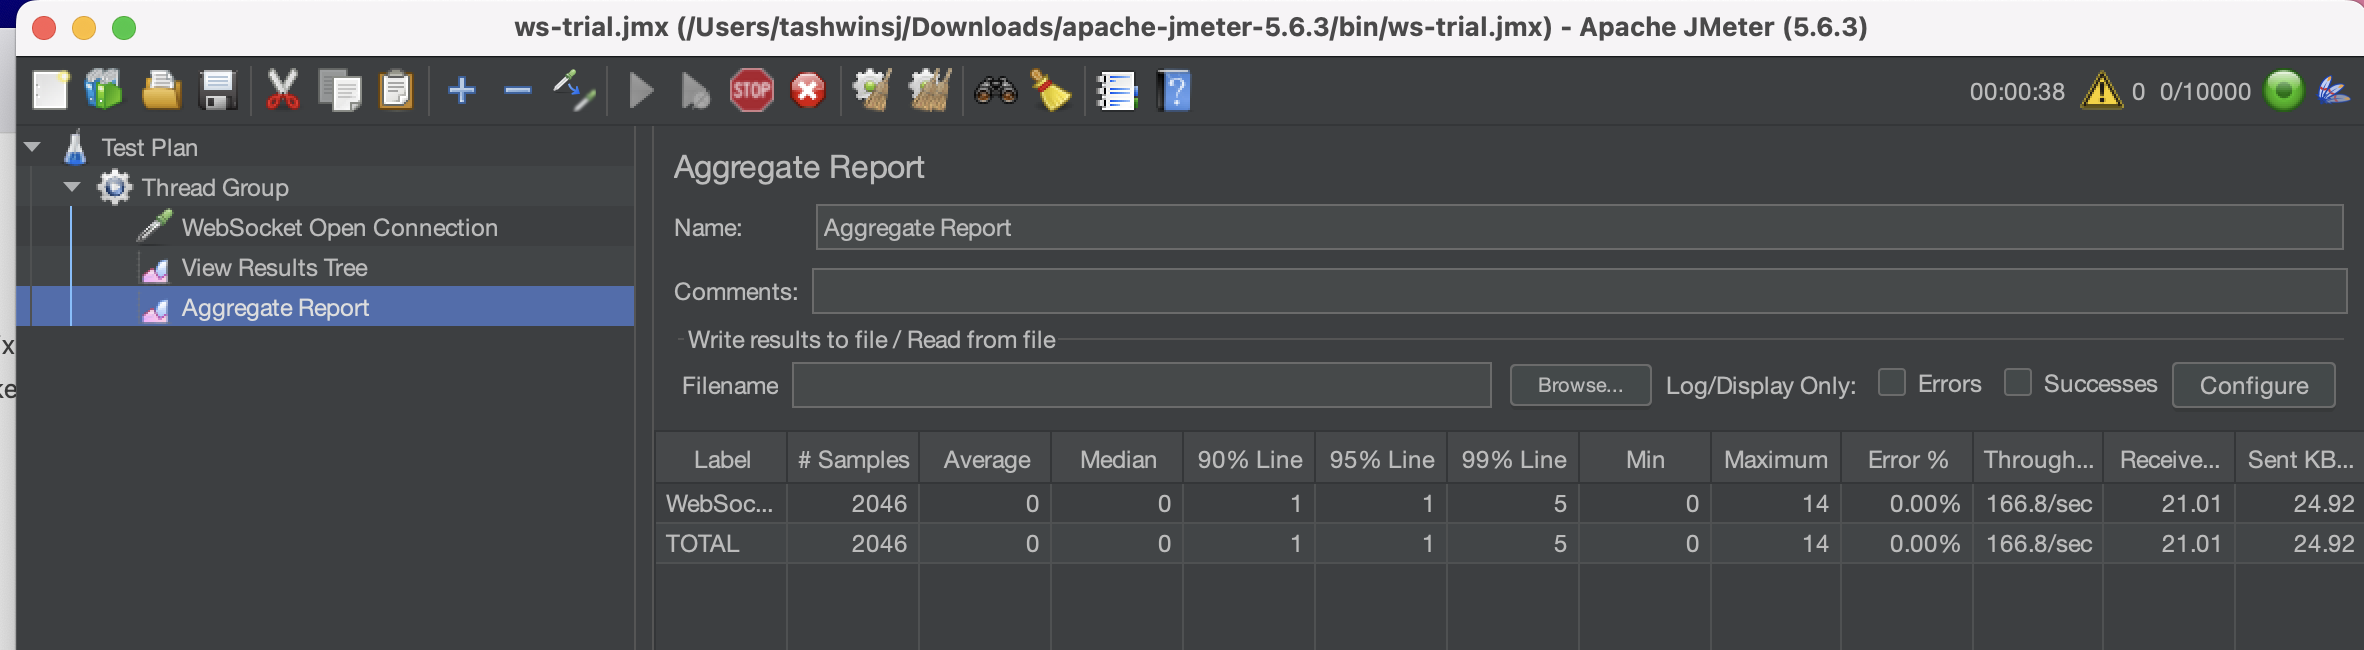 ws-trial.jmx (/Users/tashwinsj/Downloads/apache-jmeter-5.6.3/bin/ws-trial.jmx) - Apache JMeter (5.6.3)
STOP
?
00:00:38 ! 0 0/10000
Test Plan
Thread Group
WebSocket Open Connection
View Results Tree
Aggregate Report
x
ke
Aggregate Report
Name: Aggregate Report
Comments:
Write results to file / Read from file
Filename Browse... Log/Display Only: Errors Successes Configure
Label # Samples Average Median 90% Line 95% Line 99% Line Min Maximum Error % Through... Receive... Sent KB...
WebSoc... 2046 0 0 1 1 5 0 14 0.00% 166.8/sec 21.01 24.92
TOTAL 2046 0 0 1 1 5 0 14 0.00% 166.8/sec 21.01 24.92